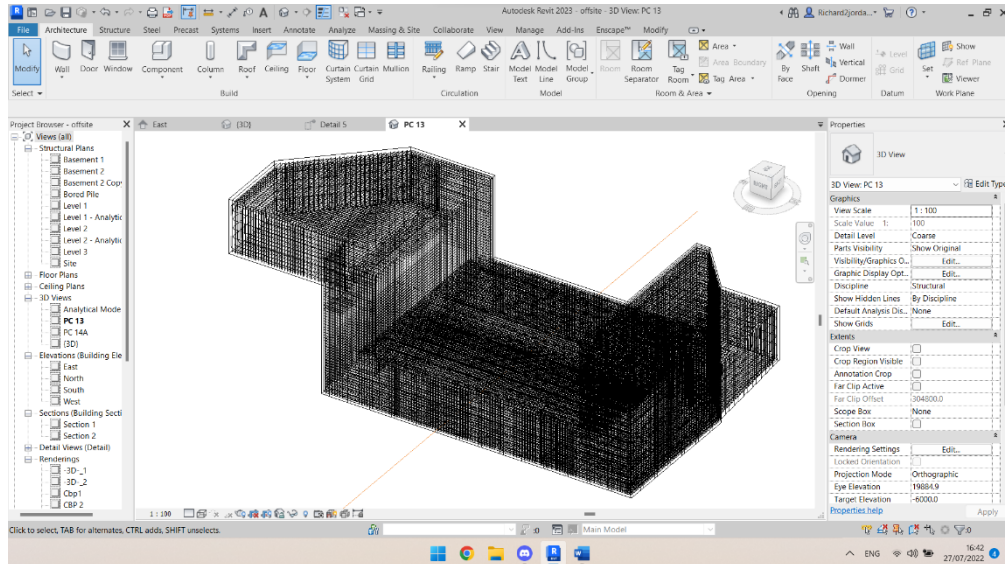 Autodesk Revit 2023 - offsite - 3D View: PC 13
Richard2jorda...
File Architecture Structure Steel Precast Systems Insert Annotate Analyze Massing & Site Collaborate View Manage Add-Ins Enscape™ Modify
Modify Wall Door Window Component Column Roof Ceiling Floor Curtain System Curtain Grid Mullion Railing Ramp Stair Model Text Model Line Model Group Room Room Separator Tag Room
Area
Area Boundary
Tag Area
By Face Shaft
Wall
Vertical
Dormer
Level
Grid
Set
Show
Ref Plane
Viewer
Select Build Circulation Model Room & Area Opening Datum Work Plane
Project Browser - offsite
East {3D} Detail 5 PC 13
Properties
Views (all)
Structural Plans
Basement 1
Basement 2
Basement 2 Cop
Bored Pile
Level 1
Level 1 - Analytic
Level 2
Level 2 - Analytic
Level 3
Site
Floor Plans
Ceiling Plans
3D Views
Analytical Mode
PC 13
PC 14A
{3D}
Elevations (Building Ele
East
North
South
West
Sections (Building Secti
Section 1
Section 2
Detail Views (Detail)
Renderings
-3D-_1
-3D-_2
Cbp1
CBP 2
3D View
3D View: PC 13 Edit Type
Graphics
View Scale 1 : 100
Scale Value 1: 100
Detail Level Coarse
Parts Visibility Show Original
Visibility/Graphics O... Edit...
Graphic Display Opt... Edit...
Discipline Structural
Show Hidden Lines By Discipline
Default Analysis Dis... None
Show Grids Edit...
Extents
Crop View
Crop Region Visible
Annotation Crop
Far Clip Active
Far Clip Offset 304800.0
Scope Box None
Section Box
Camera
Rendering Settings Edit...
Locked Orientation
Projection Mode Orthographic
Eye Elevation 19884.9
Target Elevation -6000.0
Properties help Apply
1 : 100
Click to select, TAB for alternates, CTRL adds, SHIFT unselects.
:0 Main Model
:0
ENG
16:42
27/07/2022
4